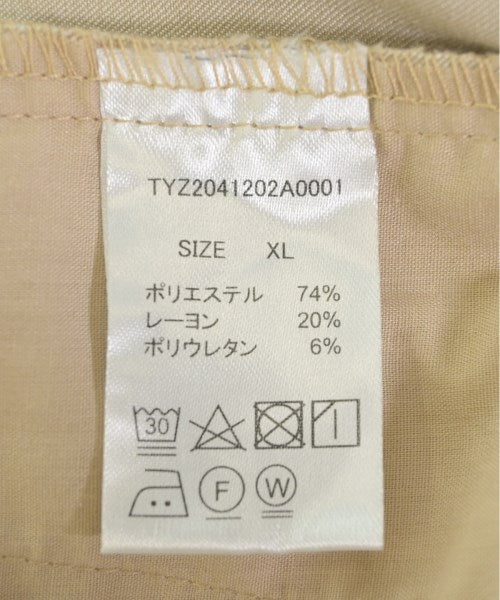 TYZ2041202A0001
SIZE XL
ポリエステル 74%
レーヨン 20%
ポリウレタン 6%
30
F W